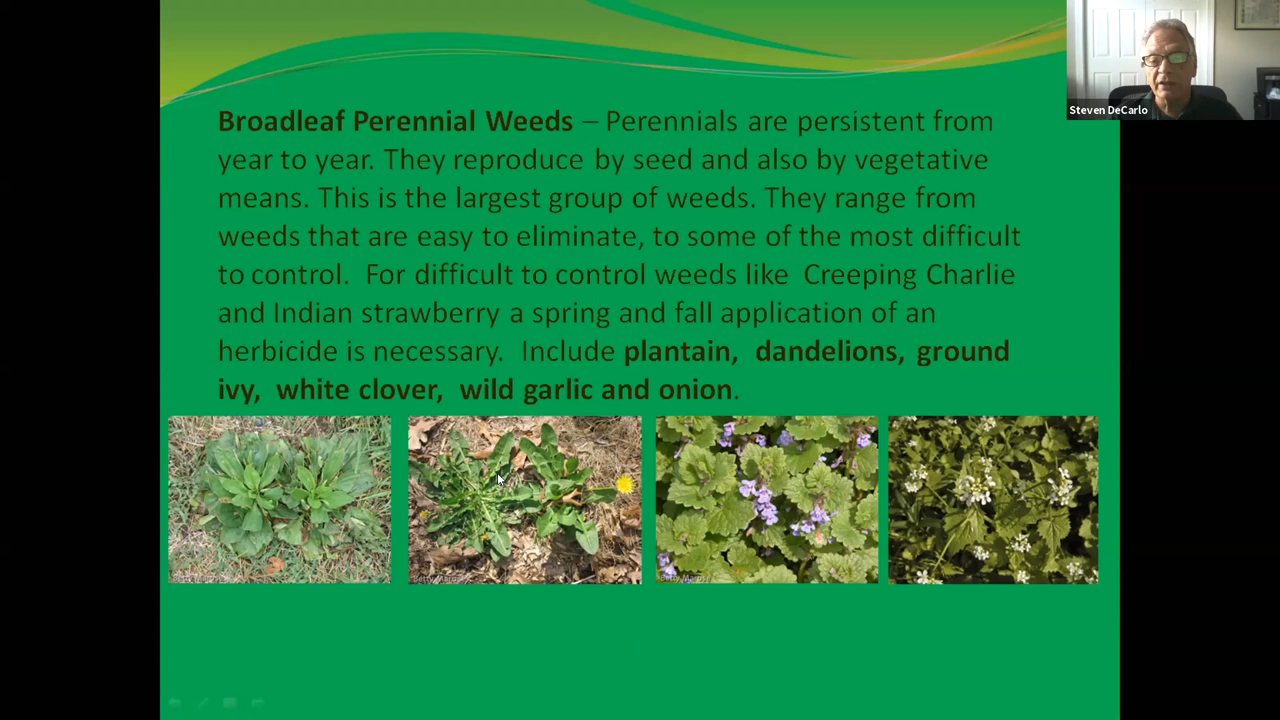 Steven DeCarlo
Broadleaf Perennial Weeds – Perennials are persistent from
year to year. They reproduce by seed and also by vegetative
means. This is the largest group of weeds. They range from
weeds that are easy to eliminate, to some of the most difficult
to control.  For difficult to control weeds like  Creeping Charlie
and Indian strawberry a spring and fall application of an
herbicide is necessary.  Include plantain,  dandelions, ground
ivy,  white clover,  wild garlic and onion.